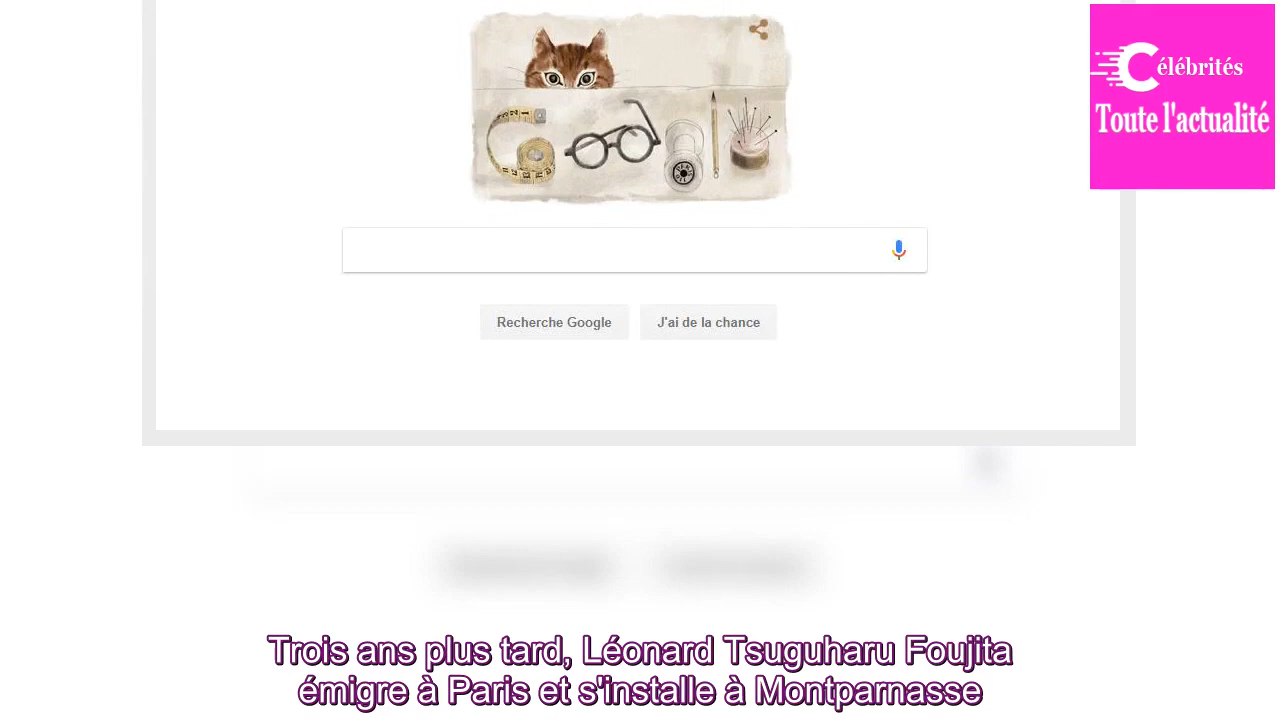 Célébrités
Toute l'actualité
Recherche Google
J'ai de la chance
Trois ans plus tard, Léonard Tsuguharu Foujita
émigre à Paris et s'installe à Montparnasse